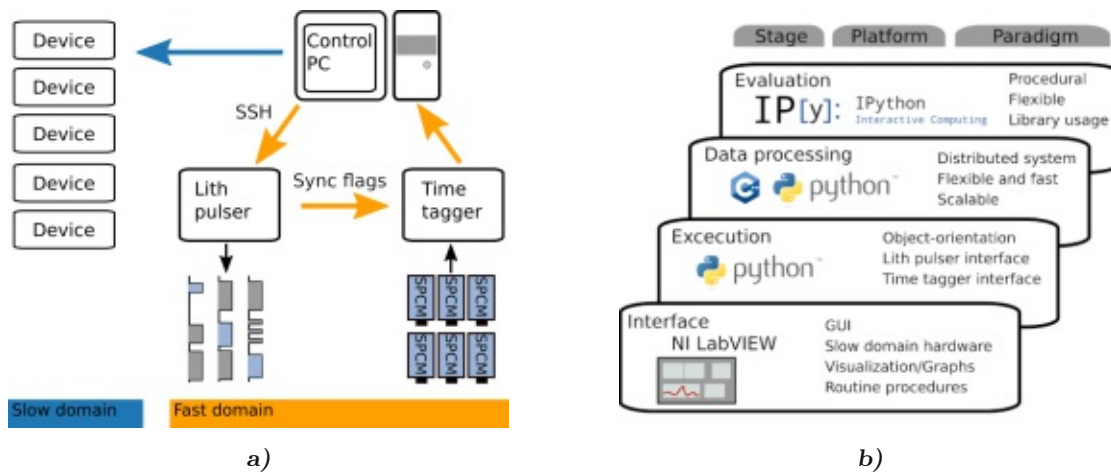 Device
Device
Device
Device
Device
Control
PC
SSH
Lith
pulser
Sync flags
Time
tagger
SPCM
SPCM
SPCM
SPCM
SPCM
SPCM
Slow domain
Fast domain
a)
Stage
Platform
Paradigm
Evaluation
IP[y]:
IPython
Interactive Computing
Procedural
Flexible
Library usage
Data processing
C++
python™
Distributed system
Flexible and fast
Scalable
Excecution
python™
Object-orientation
Lith pulser interface
Time tagger interface
Interface
NI LabVIEW
GUI
Slow domain hardware
Visualization/Graphs
Routine procedures
b)